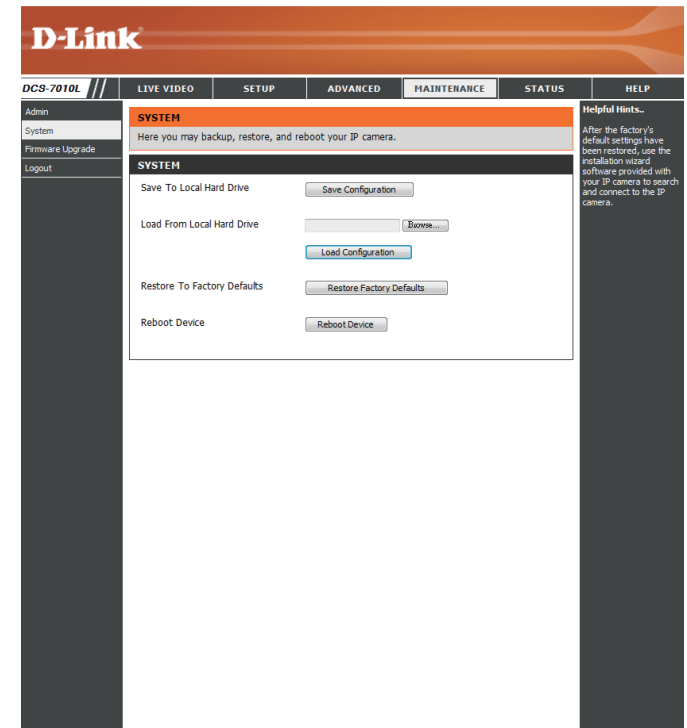 D-Link
DCS-7010L
LIVE VIDEO
SETUP
ADVANCED
MAINTENANCE
STATUS
HELP
Admin
System
Firmware Upgrade
Logout
SYSTEM
Here you may backup, restore, and reboot your IP camera.
SYSTEM
Save To Local Hard Drive
Save Configuration
Load From Local Hard Drive
Browse...
Load Configuration
Restore To Factory Defaults
Restore Factory Defaults
Reboot Device
Reboot Device
Helpful Hints..
After the factory's
default settings have
been restored, use the
installation wizard
software provided with
your IP camera to search
and connect to the IP
camera.